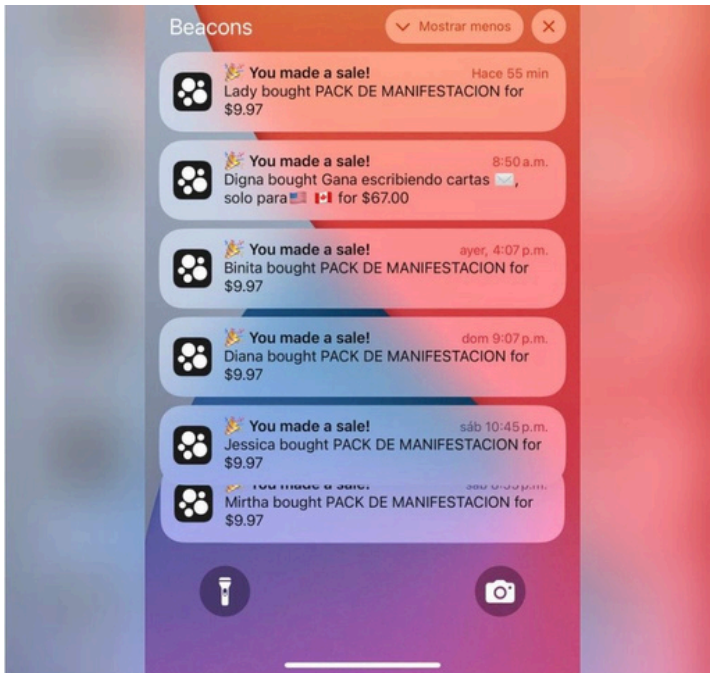 Beacons
Mostrar menos
🎉 You made a sale! Hace 55 min
Lady bought PACK DE MANIFESTACION for
$9.97
🎉 You made a sale! 8:50 a.m.
Digna bought Gana escribiendo cartas ✉️,
solo para🇺🇸 🇨🇦 for $67.00
🎉 You made a sale! ayer, 4:07 p.m.
Binita bought PACK DE MANIFESTACION for
$9.97
🎉 You made a sale! dom 9:07 p.m.
Diana bought PACK DE MANIFESTACION for
$9.97
🎉 You made a sale! sáb 10:45 p.m.
Jessica bought PACK DE MANIFESTACION for
$9.97
🎉 You made a sale!
Mirtha bought PACK DE MANIFESTACION for
$9.97